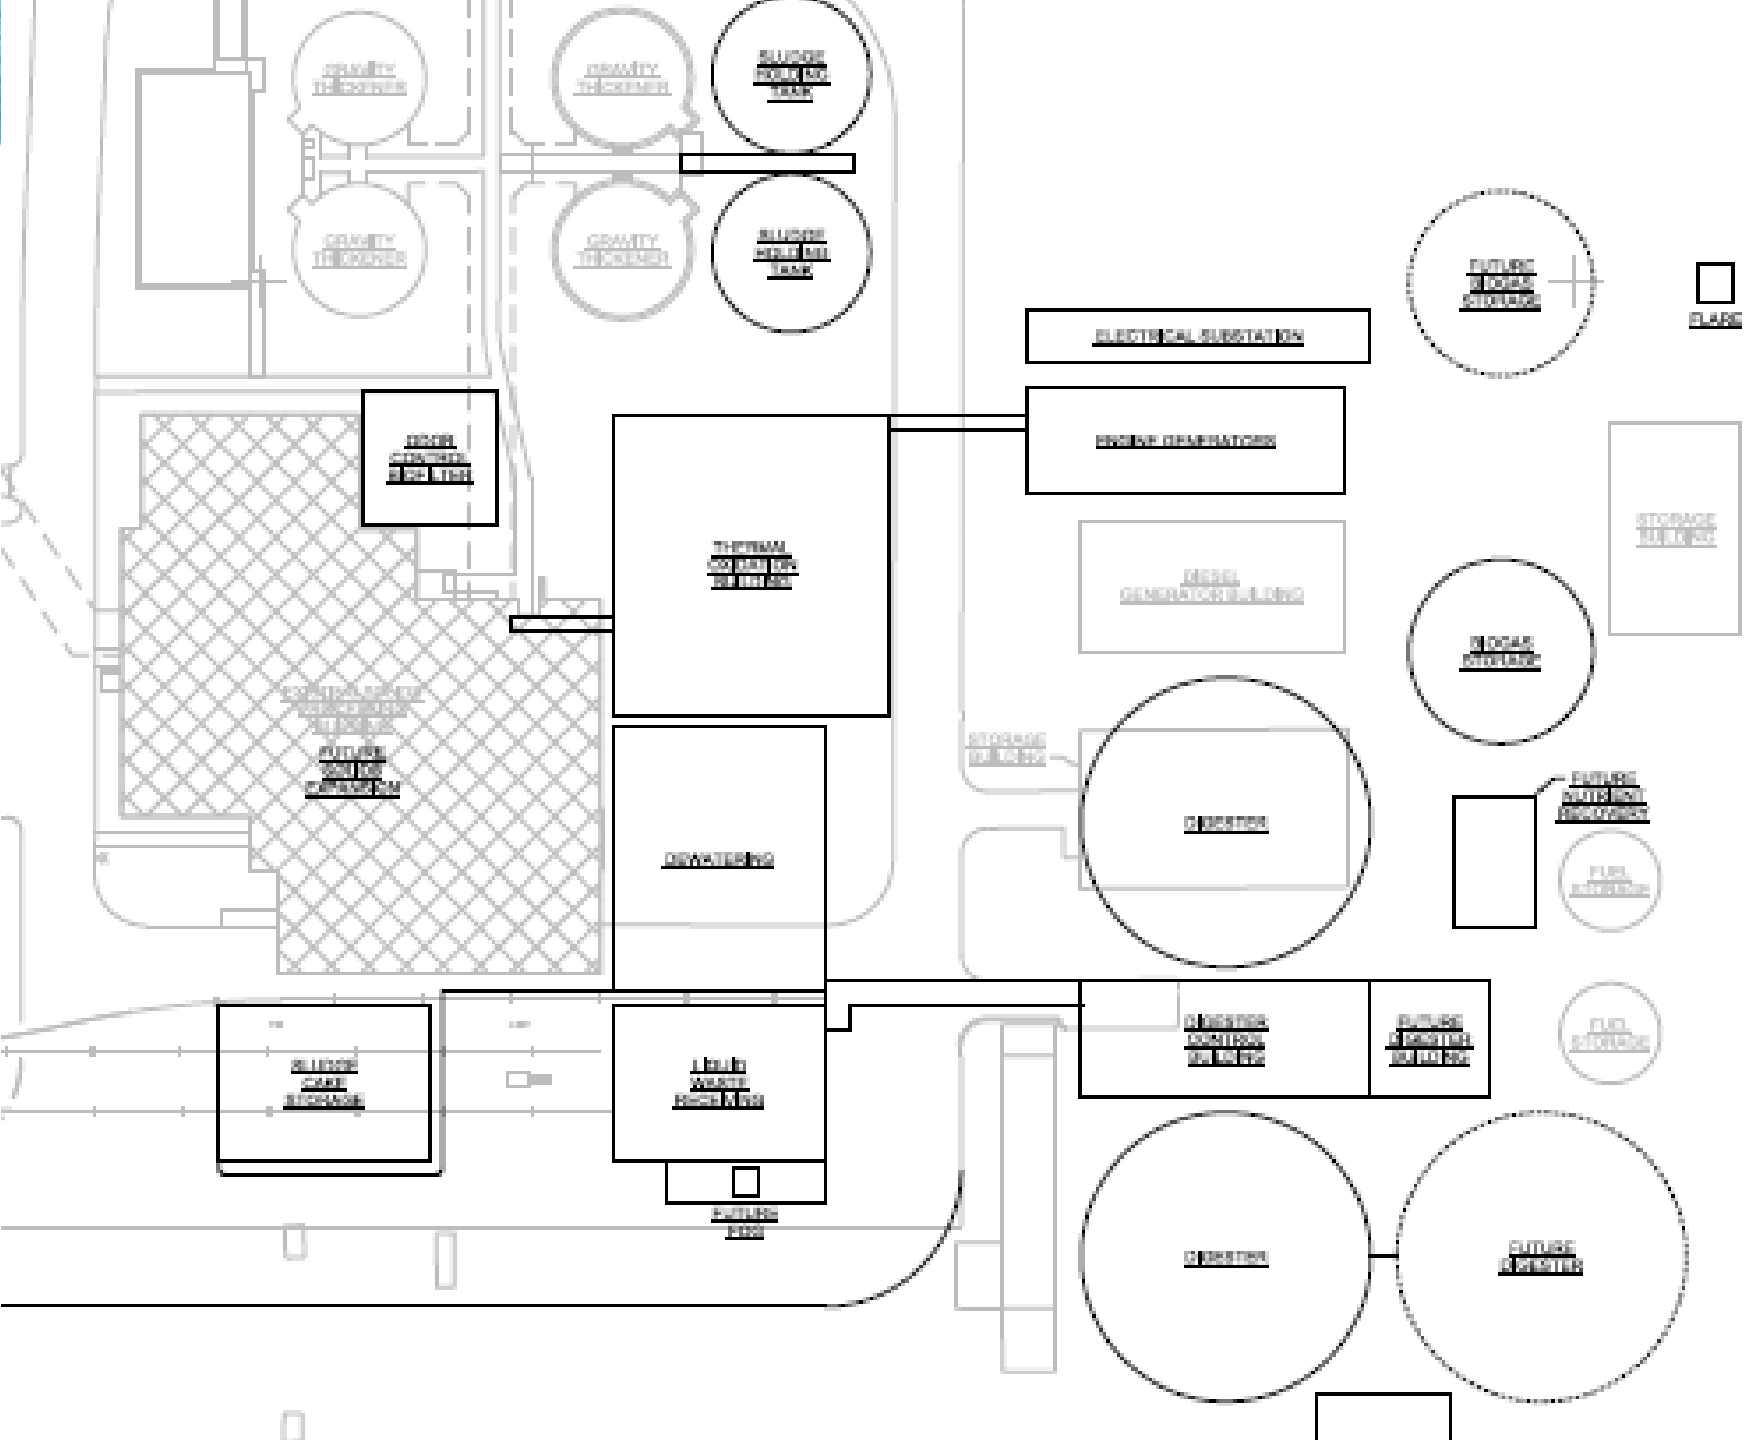 GRAVITY
THICKENER
GRAVITY
THICKENER
SLUDGE
HOLDING
TANK
GRAVITY
THICKENER
GRAVITY
THICKENER
SLUDGE
HOLDING
TANK
FUTURE
BIOGAS
STORAGE
FLARE
ELECTRICAL SUBSTATION
ODOR
CONTROL
BIOFILTER
ENGINE GENERATORS
STORAGE
BUILDING
THERMAL
OXIDATION
BUILDING
DIESEL
GENERATOR BUILDING
BIOGAS
STORAGE
FUTURE
SOLIDS
EXPANSION
STORAGE
BUILDING
DIGESTER
FUTURE
NUTRIENT
RECOVERY
DEWATERING
FUEL
STORAGE
SLUDGE
CAKE
STORAGE
LIQUID
WASTE
RECEIVING
DIGESTER
CONTROL
BUILDING
FUTURE
DIGESTER
BUILDING
FUEL
STORAGE
FUTURE
FOG
DIGESTER
FUTURE
DIGESTER